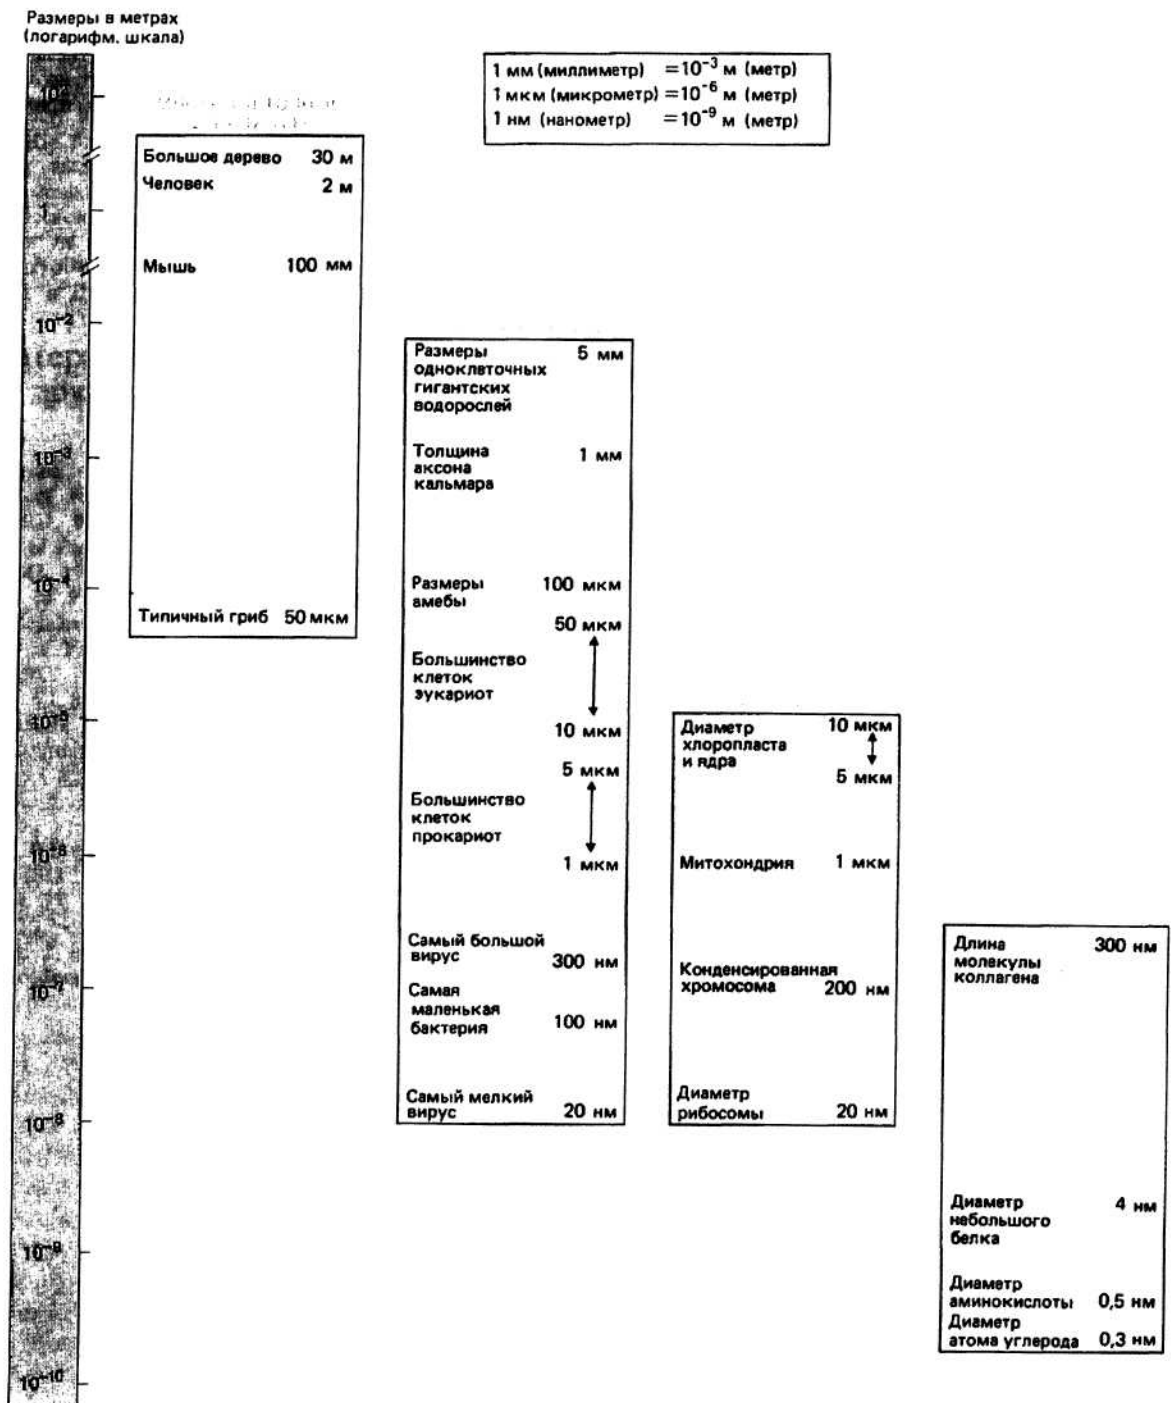 Размеры в метрах
(логарифм. шкала)
1 мм (миллиметр) =10⁻³ м (метр)
1 мкм (микрометр) =10⁻⁶ м (метр)
1 нм (нанометр) =10⁻⁹ м (метр)
10²
1
10⁻²
10⁻³
10⁻⁴
10⁻⁵
10⁻⁶
10⁻⁷
10⁻⁸
10⁻⁹
10⁻¹⁰
Большое дерево 30 м
Человек 2 м
Мышь 100 мм
Типичный гриб 50 мкм
Размеры 5 мм
одноклеточных
гигантских
водорослей
Толщина 1 мм
аксона
кальмара
Размеры 100 мкм
амебы
50 мкм
Большинство
клеток
эукариот
10 мкм
5 мкм
Большинство
клеток
прокариот
1 мкм
Самый большой
вирус 300 нм
Самая
маленькая
бактерия 100 нм
Самый мелкий
вирус 20 нм
Диаметр 10 мкм
хлоропласта
и ядра
5 мкм
Митохондрия 1 мкм
Конденсированная
хромосома 200 нм
Диаметр
рибосомы 20 нм
Длина 300 нм
молекулы
коллагена
Диаметр 4 нм
небольшого
белка
Диаметр
аминокислоты 0,5 нм
Диаметр
атома углерода 0,3 нм